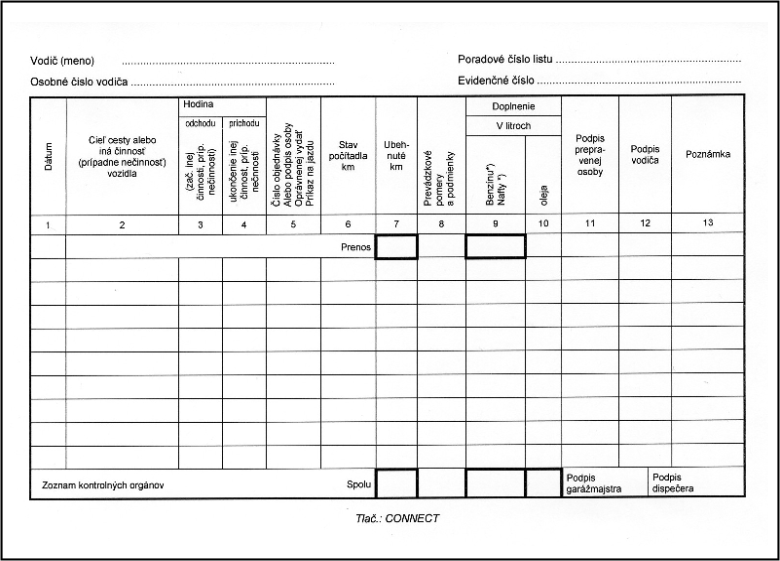 Vodič (meno) ........................................
Poradové číslo listu ........................................
Osobné číslo vodiča ........................................
Evidenčné číslo ........................................
Dátum
Cieľ cesty alebo
iná činnosť
(prípadne nečinnosť)
vozidla
Hodina
odchodu
(zač. inej
činnosti, príp.
nečinnosti)
príchodu
ukončenie inej
činnost, príp.
nečnnosti
Číslo objednávky
Alebo podpis osoby
Oprávnenej vydať
Príkaz na jazdu
Stav
počítadla
km
Ubeh-
nuté
km
Prevádzkové
pomery
a podmienky
Doplnenie
V litroch
Benzínu*)
Nafty *)
oleja
Podpis
prepra-
venej
osoby
Podpis
vodiča
Poznámka
1 2 3 4 5 6 7 8 9 10 11 12 13
Prenos
Zoznam kontrolných orgánov
Spolu
Podpis
garážmajstra
Podpis
dispečera
Tlač.: CONNECT